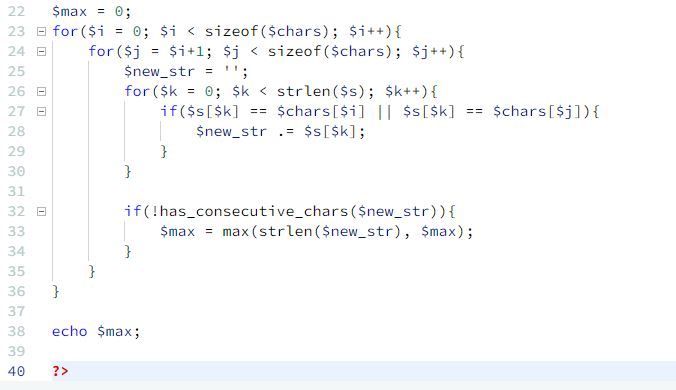 22 $max = 0;
23 for($i = 0; $i < sizeof($chars); $i++){
24 for($j = $i+1; $j < sizeof($chars); $j++){
25 $new_str = '';
26 for($k = 0; $k < strlen($s); $k++){
27 if($s[$k] == $chars[$i] || $s[$k] == $chars[$j]){
28 $new_str .= $s[$k];
29 }
30 }
31
32 if(!has_consecutive_chars($new_str)){
33 $max = max(strlen($new_str), $max);
34 }
35 }
36 }
37
38 echo $max;
39
40 ?>